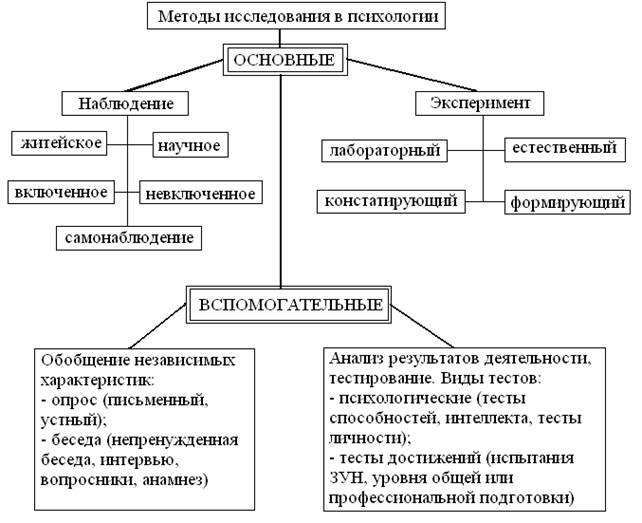 Методы исследования в психологии
ОСНОВНЫЕ
Наблюдение
Эксперимент
житейское
научное
лабораторный
естественный
включенное
невключенное
констатирующий
формирующий
самонаблюдение
ВСПОМОГАТЕЛЬНЫЕ
Обобщение независимых
характеристик:
- опрос (письменный,
устный);
- беседа (непренужденная
беседа, интервью,
вопросники, анамнез)
Анализ результатов деятельности,
тестирование. Виды тестов:
- психологические (тесты
способностей, интеллекта, тесты
личности);
- тесты достижений (испытания
ЗУН, уровня общей или
профессиональной подготовки)